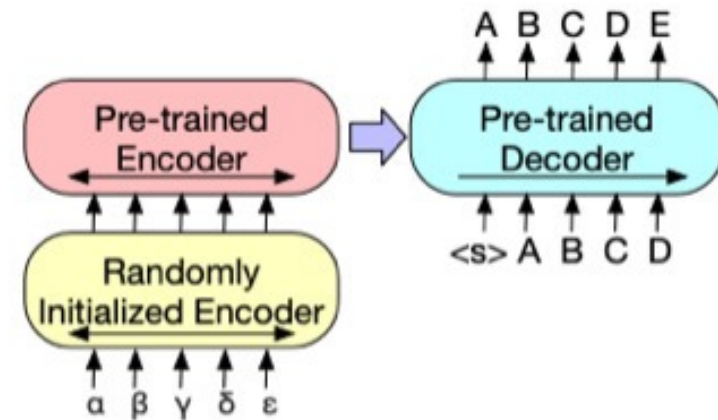 A B C D E
Pre-trained
Encoder
Pre-trained
Decoder
<s> A B C D
Randomly
Initialized Encoder
α β γ δ ε